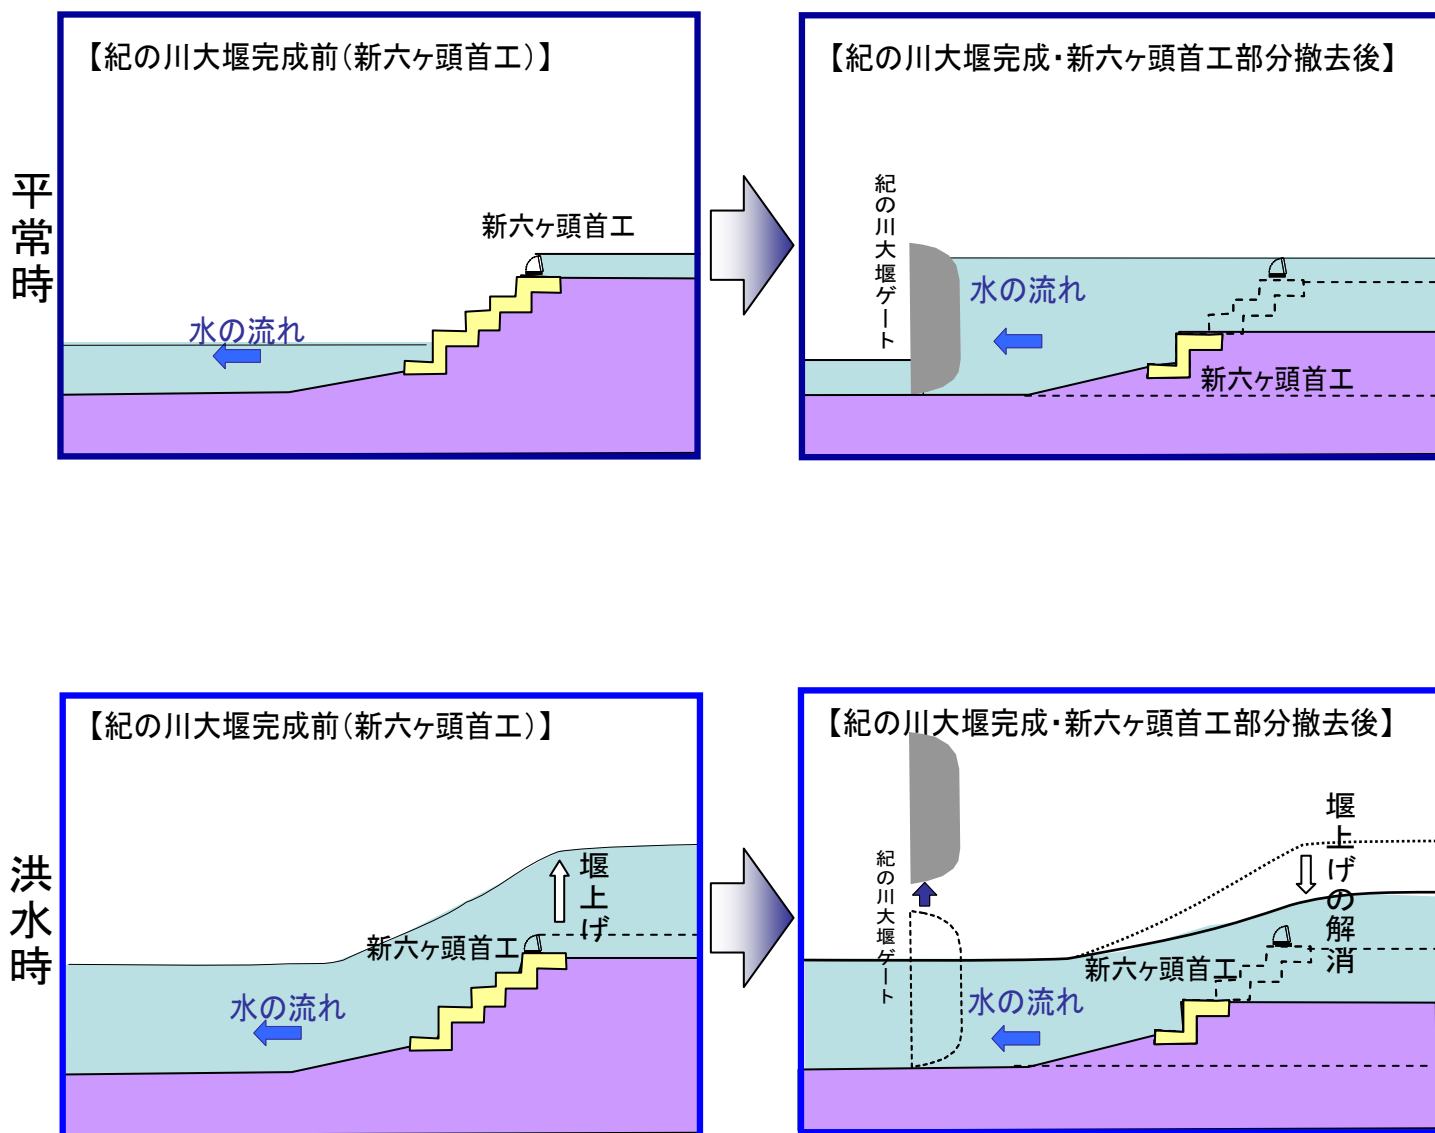 平常時
【紀の川大堰完成前(新六ヶ頭首工)】
新六ヶ頭首工
水の流れ
【紀の川大堰完成・新六ヶ頭首工部分撤去後】
紀の川大堰ゲート
水の流れ
新六ヶ頭首工
洪水時
【紀の川大堰完成前(新六ヶ頭首工)】
堰上げ
新六ヶ頭首工
水の流れ
【紀の川大堰完成・新六ヶ頭首工部分撤去後】
紀の川大堰ゲート
堰上げの解消
新六ヶ頭首工
水の流れ